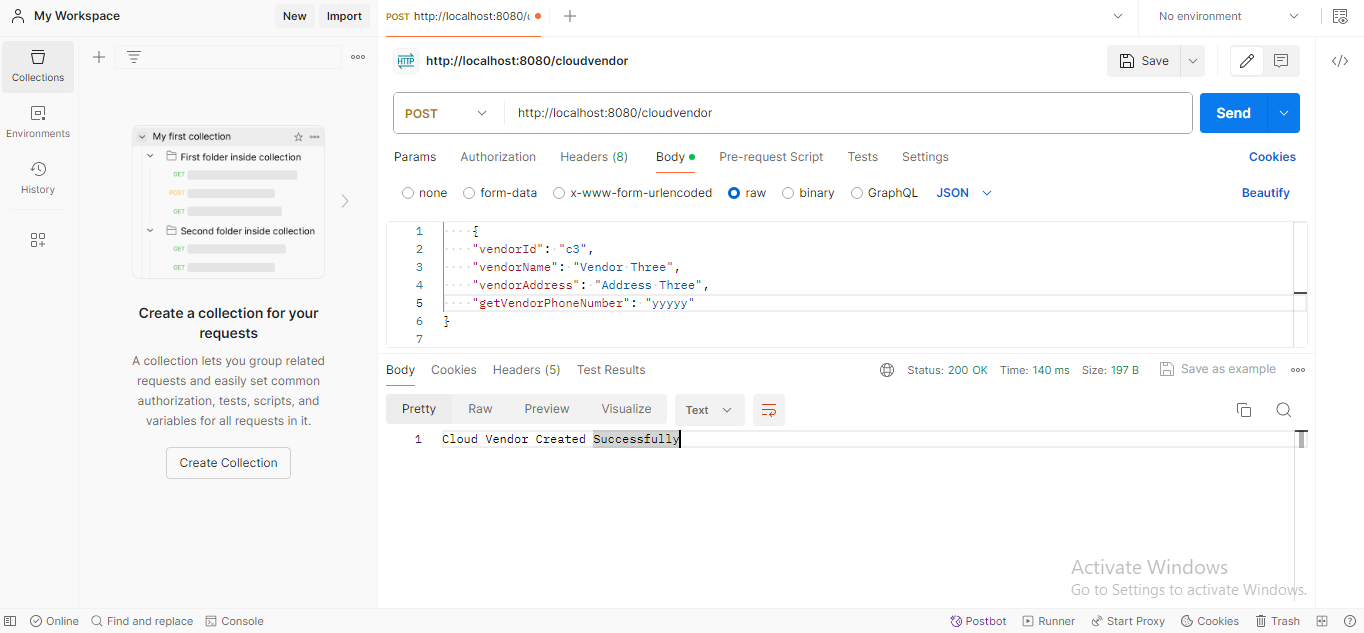 My Workspace
New
Import
POST http://localhost:8080/c
No environment
Collections
Environments
History
My first collection
First folder inside collection
GET
POST
GET
Second folder inside collection
GET
GET
Create a collection for your
requests
A collection lets you group related
requests and easily set common
authorization, tests, scripts, and
variables for all requests in it.
Create Collection
HTTP http://localhost:8080/cloudvendor
Save
POST http://localhost:8080/cloudvendor
Send
Params Authorization Headers (8) Body Pre-request Script Tests Settings Cookies
none form-data x-www-form-urlencoded raw binary GraphQL JSON Beautify
1 {
2 "vendorId": "c3",
3 "vendorName": "Vendor Three",
4 "vendorAddress": "Address Three",
5 "getVendorPhoneNumber": "yyyyy"
6 }
7
Body Cookies Headers (5) Test Results Status: 200 OK Time: 140 ms Size: 197 B Save as example
Pretty Raw Preview Visualize Text
1 Cloud Vendor Created Successfully
Activate Windows
Go to Settings to activate Windows.
Online Find and replace Console Postbot Runner Start Proxy Cookies Trash